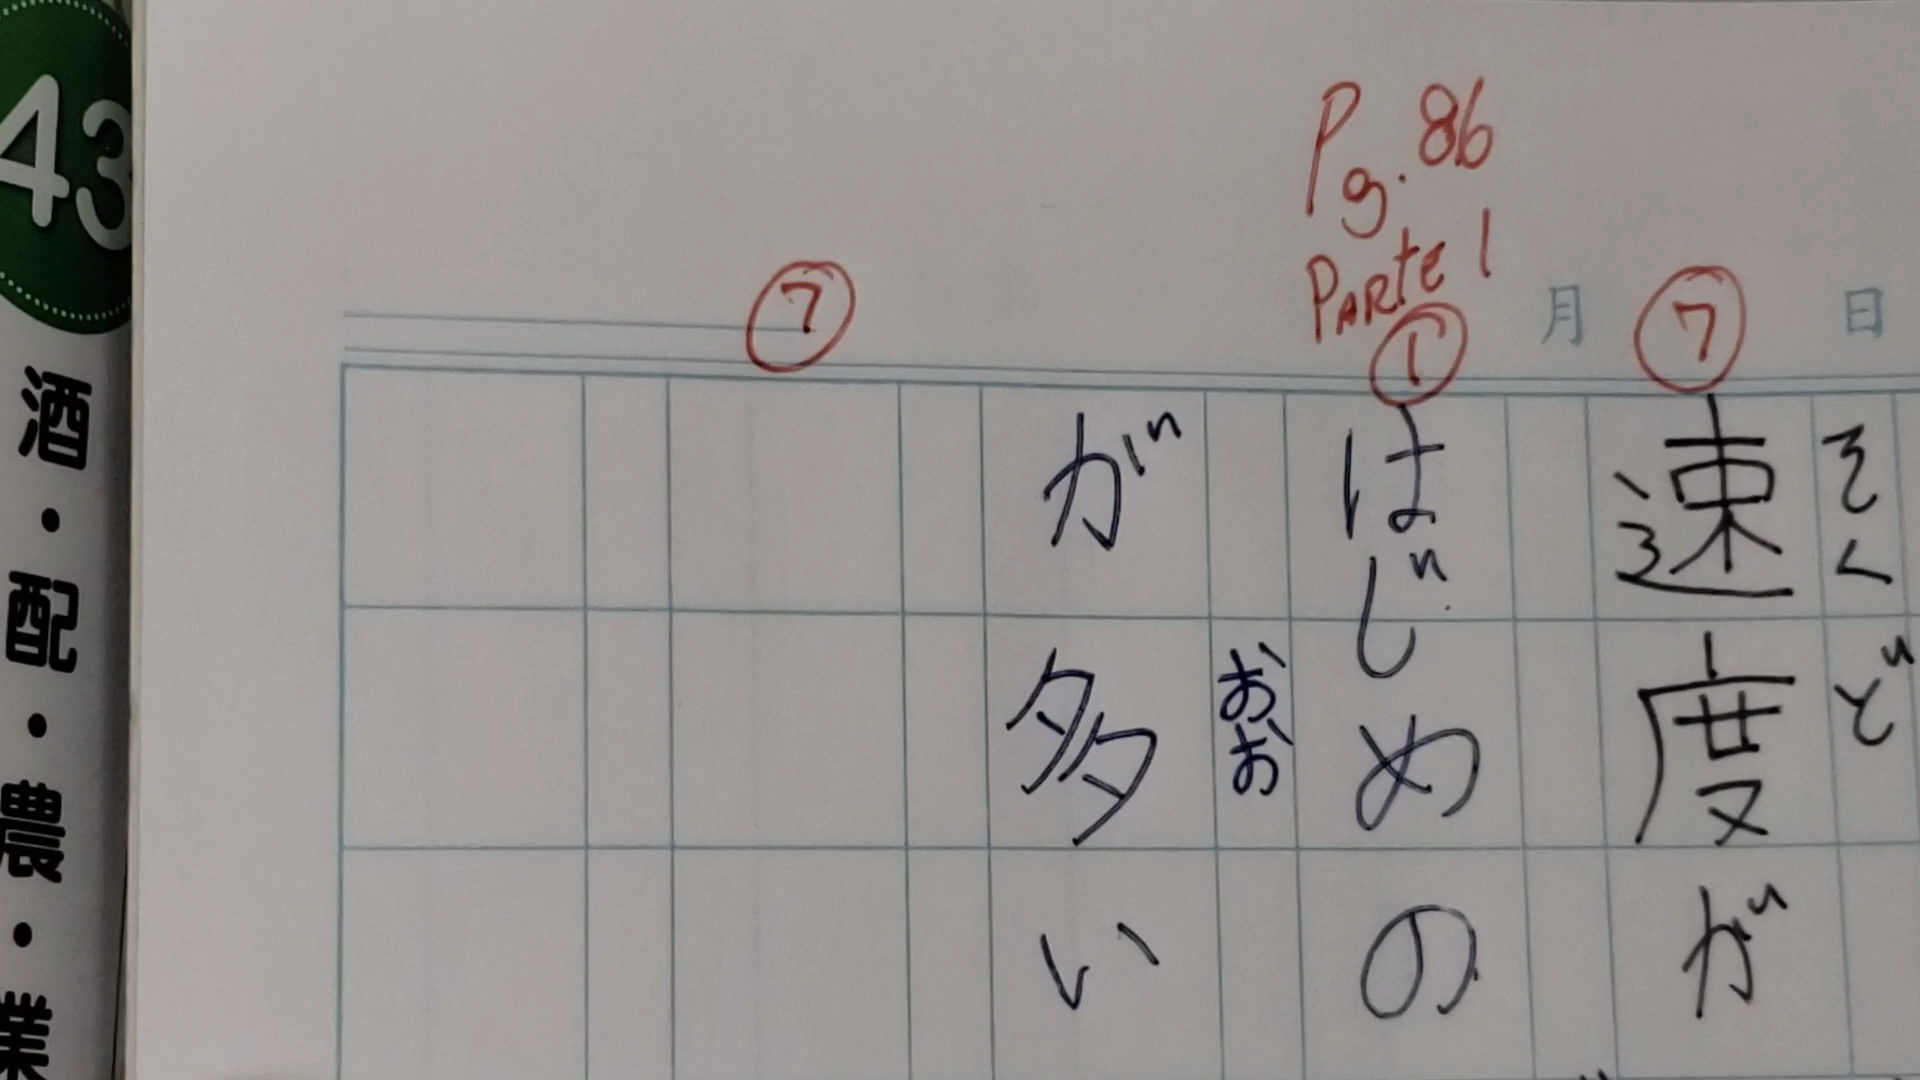 Pg. 86
Parte 1
月 日
⑦
①
⑦
そくど
速度が
はじめの
おお
が多い
43
酒・配・農・業